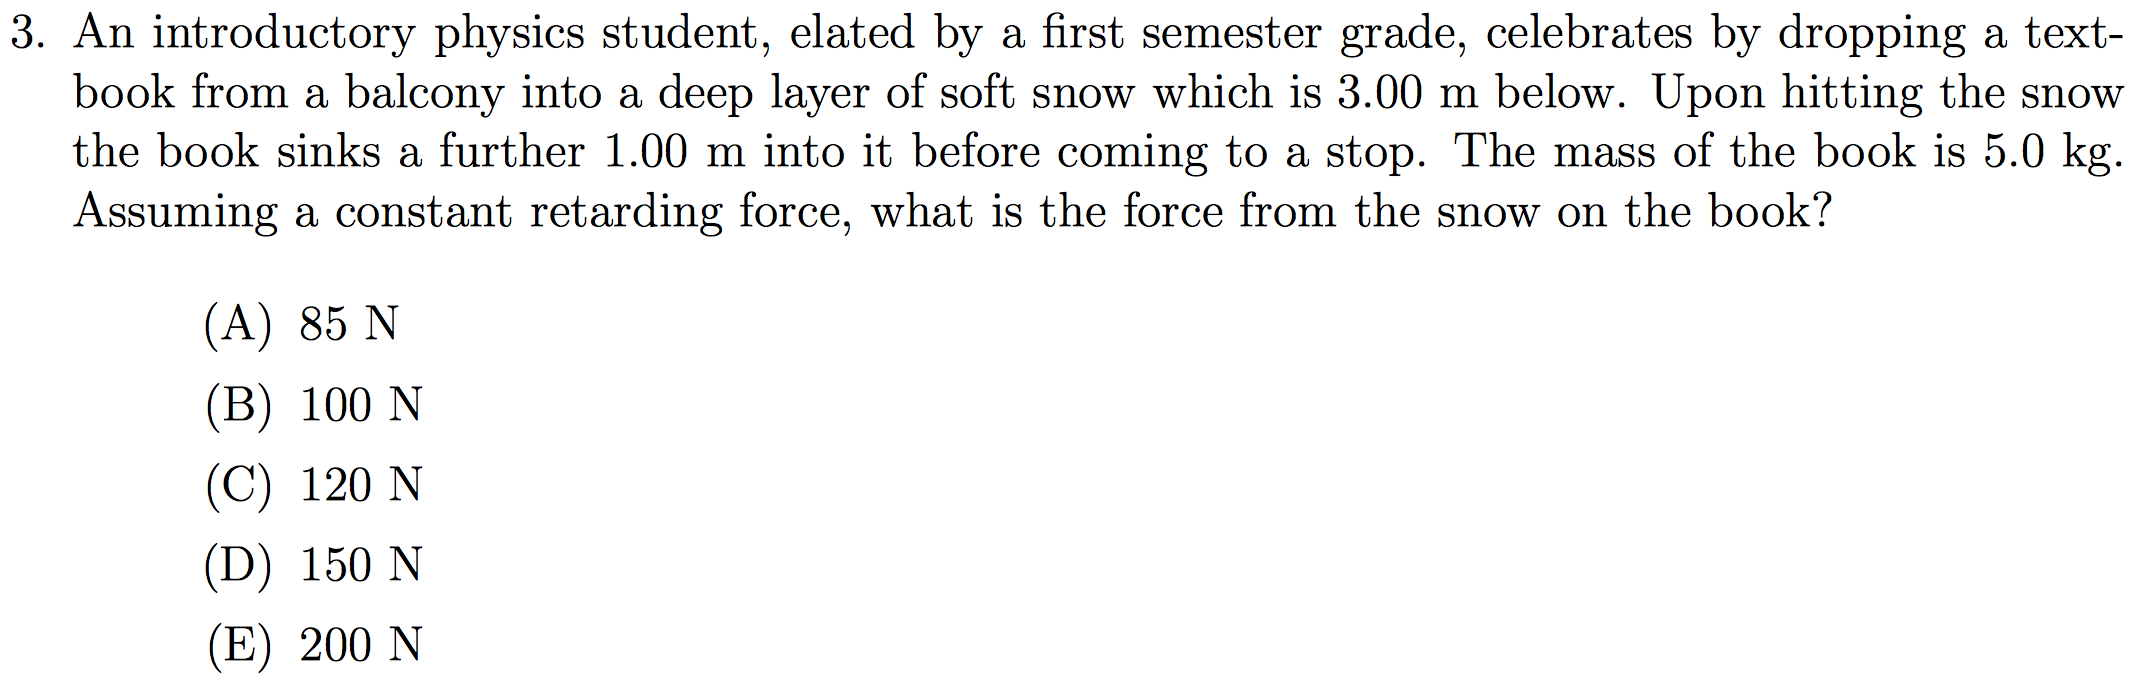 3. An introductory physics student, elated by a first semester grade, celebrates by dropping a text-
book from a balcony into a deep layer of soft snow which is 3.00 m below. Upon hitting the snow
the book sinks a further 1.00 m into it before coming to a stop. The mass of the book is 5.0 kg.
Assuming a constant retarding force, what is the force from the snow on the book?
(A) 85 N
(B) 100 N
(C) 120 N
(D) 150 N
(E) 200 N